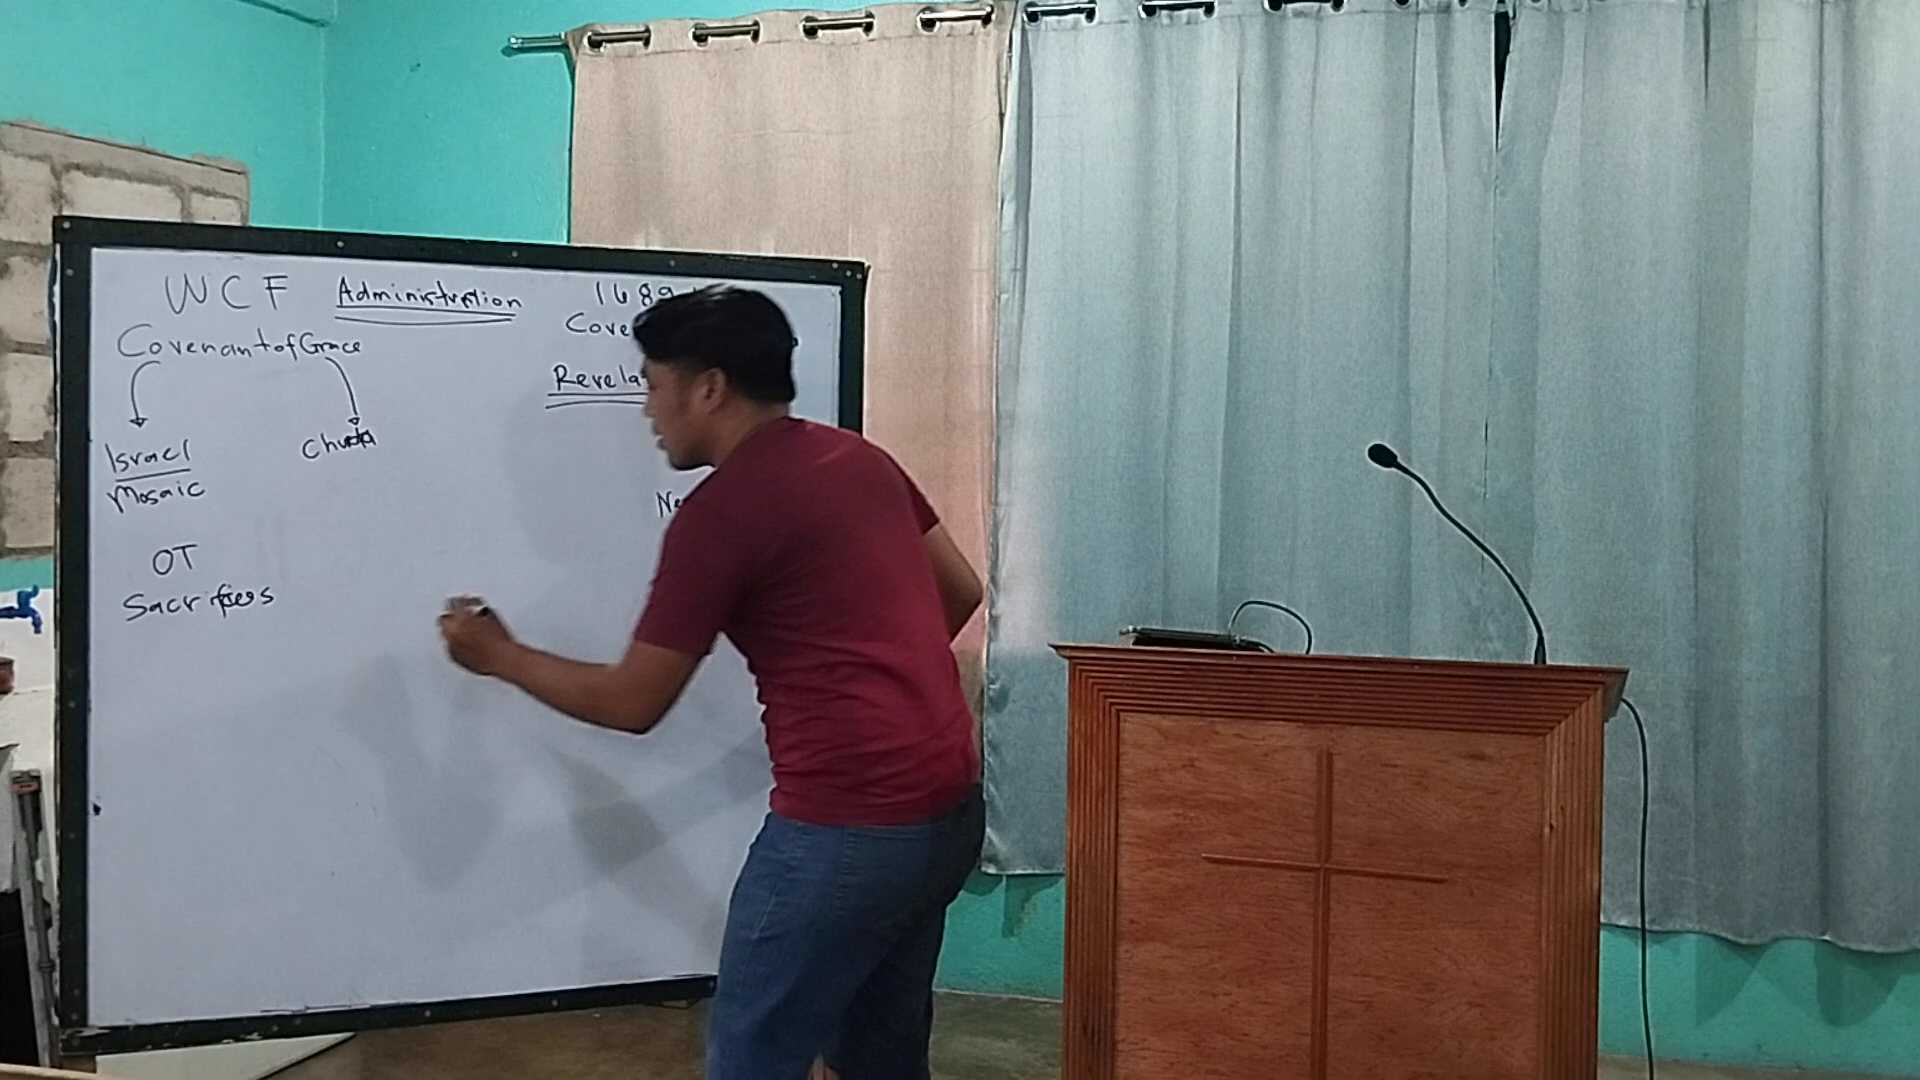 WCF Administration 1689
Covenant of Grace
Israel
Mosaic
Church
OT
Sacrifices